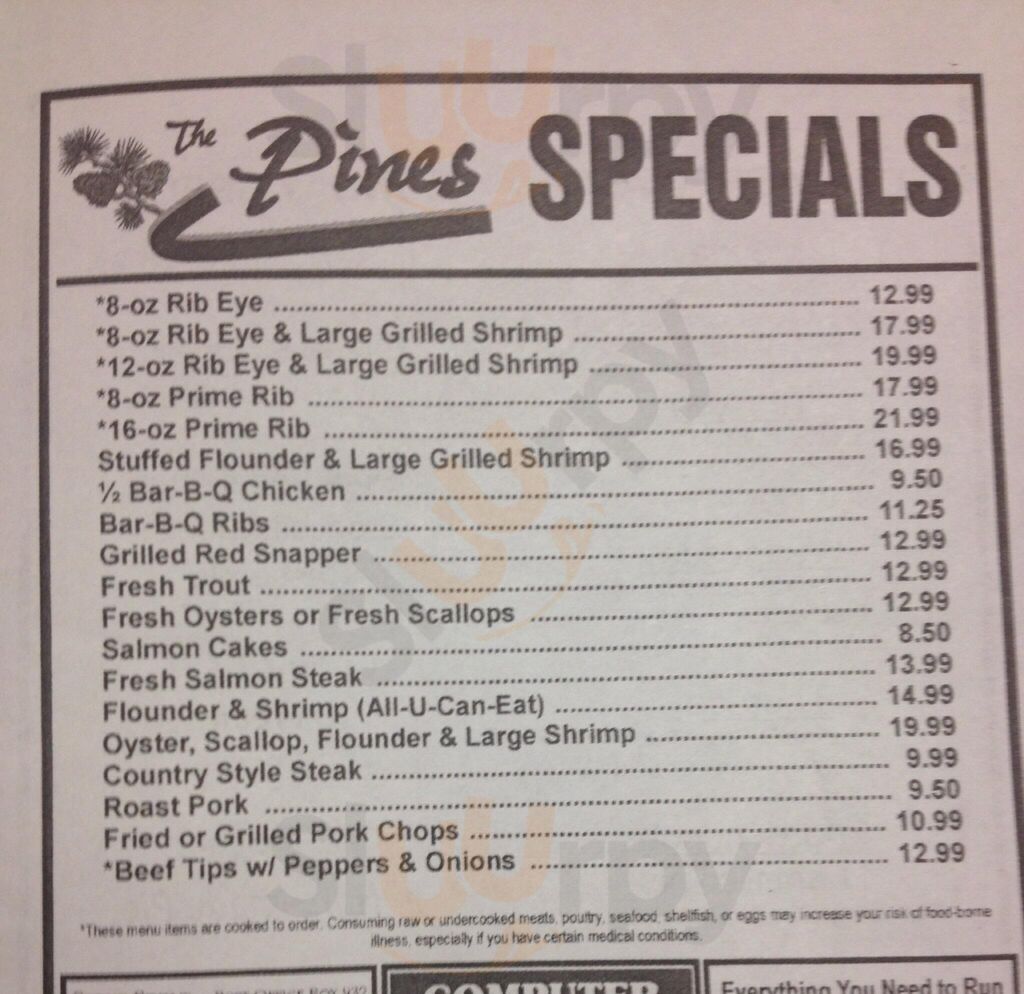 The Pines SPECIALS
*8-oz Rib Eye ........ 12.99
*8-oz Rib Eye & Large Grilled Shrimp ........ 17.99
*12-oz Rib Eye & Large Grilled Shrimp ........ 19.99
*8-oz Prime Rib ........ 17.99
*16-oz Prime Rib ........ 21.99
Stuffed Flounder & Large Grilled Shrimp ........ 16.99
½ Bar-B-Q Chicken ........ 9.50
Bar-B-Q Ribs ........ 11.25
Grilled Red Snapper ........ 12.99
Fresh Trout ........ 12.99
Fresh Oysters or Fresh Scallops ........ 12.99
Salmon Cakes ........ 8.50
Fresh Salmon Steak ........ 13.99
Flounder & Shrimp (All-U-Can-Eat) ........ 14.99
Oyster, Scallop, Flounder & Large Shrimp ........ 19.99
Country Style Steak ........ 9.99
Roast Pork ........ 9.50
Fried or Grilled Pork Chops ........ 10.99
*Beef Tips w/ Peppers & Onions ........ 12.99
*These menu items are cooked to order. Consuming raw or undercooked meats, poultry, seafood, shellfish, or eggs may increase your risk of food-borne
illness, especially if you have certain medical conditions.
COMPUTER
Everything You Need to Run
sluurpy
sluurpy
sluurpy